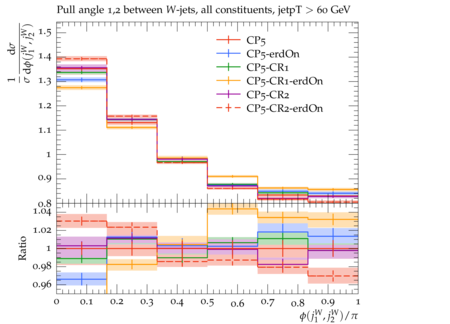 Pull angle 1,2 between W-jets, all constituents, jetpT > 60 GeV
1/σ dσ/dϕ(j₁ᵂ, j₂ᵂ)
CP5
CP5-erdOn
CP5-CR1
CP5-CR1-erdOn
CP5-CR2
CP5-CR2-erdOn
1.5
1.4
1.3
1.2
1.1
1
0.9
0.8
Ratio
1.04
1.02
1.0
0.98
0.96
0 0.1 0.2 0.3 0.4 0.5 0.6 0.7 0.8 0.9 1
ϕ(j₁ᵂ, j₂ᵂ)/π